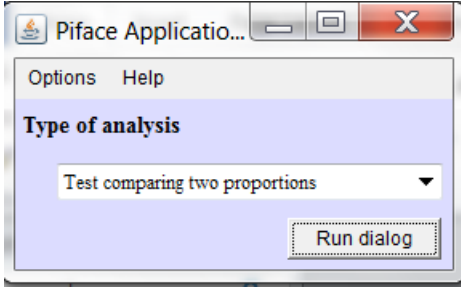 Piface Applicatio...
Options Help
Type of analysis
Test comparing two proportions
Run dialog